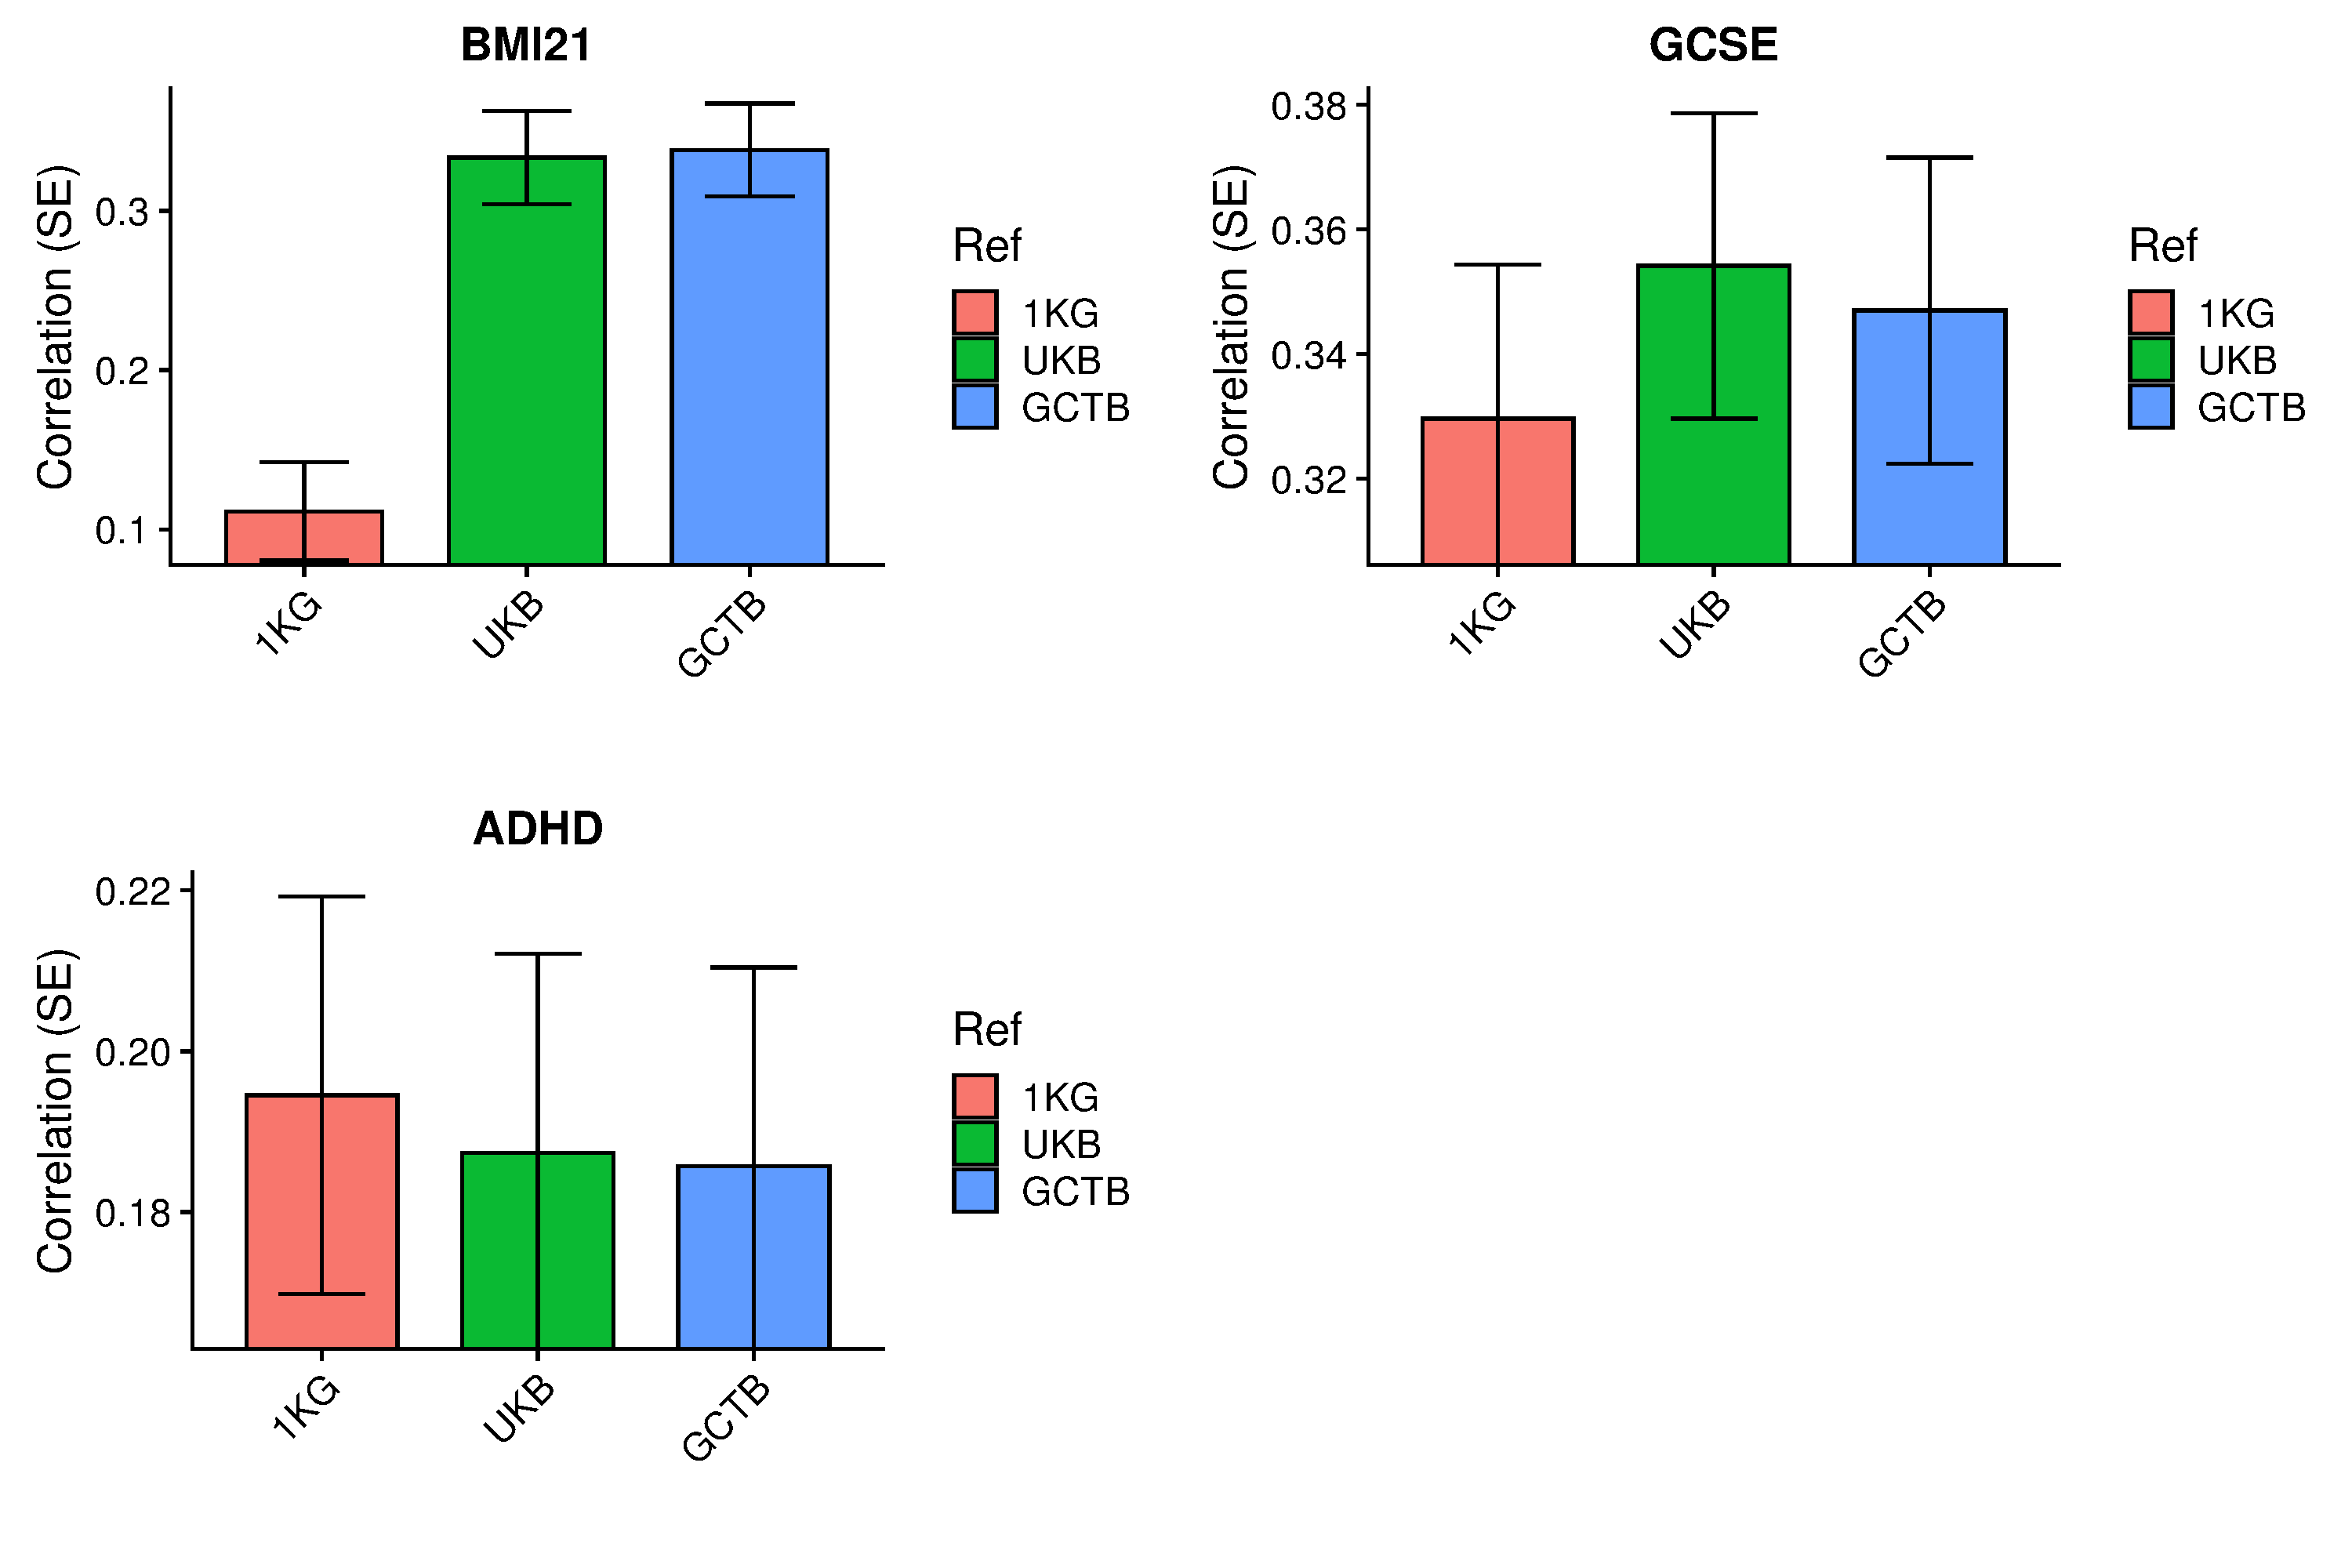 BMI21
Correlation (SE)
0.3
0.2
0.1
1KG
UKB
GCTB
Ref
1KG
UKB
GCTB
GCSE
Correlation (SE)
0.38
0.36
0.34
0.32
1KG
UKB
GCTB
Ref
1KG
UKB
GCTB
ADHD
Correlation (SE)
0.22
0.20
0.18
1KG
UKB
GCTB
Ref
1KG
UKB
GCTB